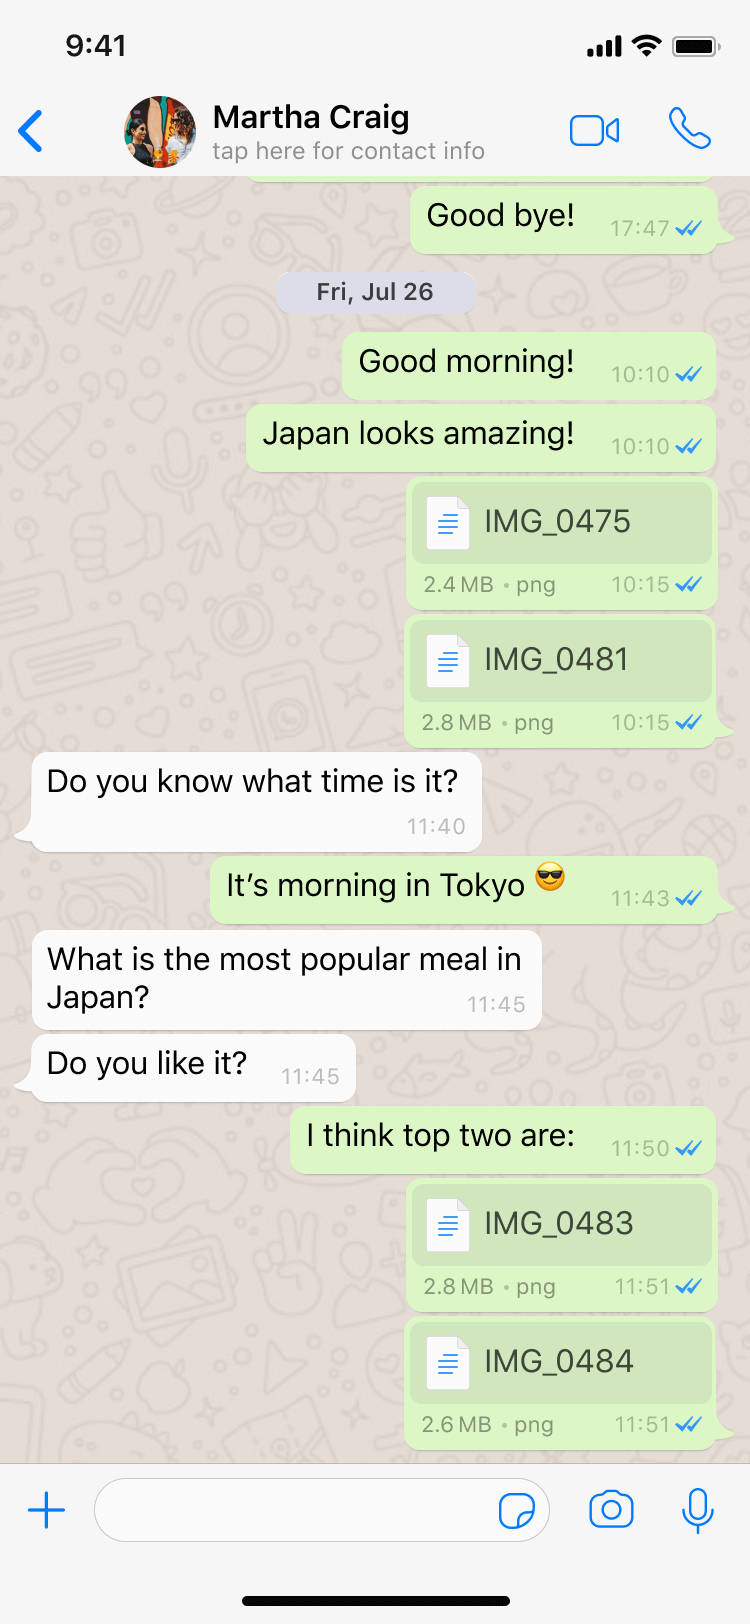 9:41
Martha Craig
tap here for contact info
Good bye! 17:47
Fri, Jul 26
Good morning! 10:10
Japan looks amazing! 10:10
IMG_0475
2.4 MB • png 10:15
IMG_0481
2.8 MB • png 10:15
Do you know what time is it?
11:40
It’s morning in Tokyo 😎 11:43
What is the most popular meal in
Japan? 11:45
Do you like it? 11:45
I think top two are: 11:50
IMG_0483
2.8 MB • png 11:51
IMG_0484
2.6 MB • png 11:51